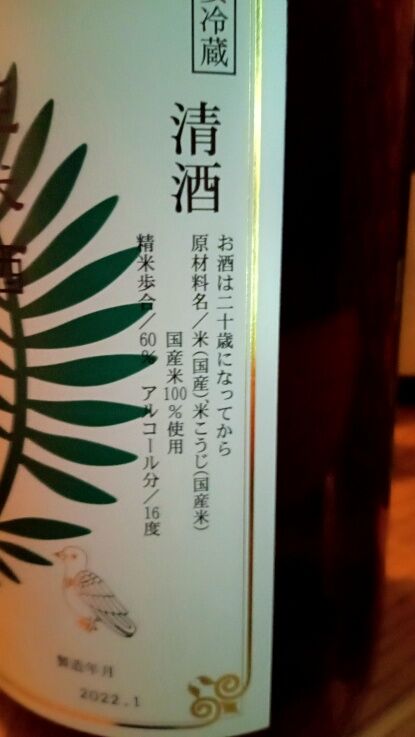 冷蔵
清酒
お酒は二十歳になってから
原材料名/米(国産)、米こうじ(国産米)
国産米100%使用
精米歩合/60% アルコール分/16度
製造年月
2022.1